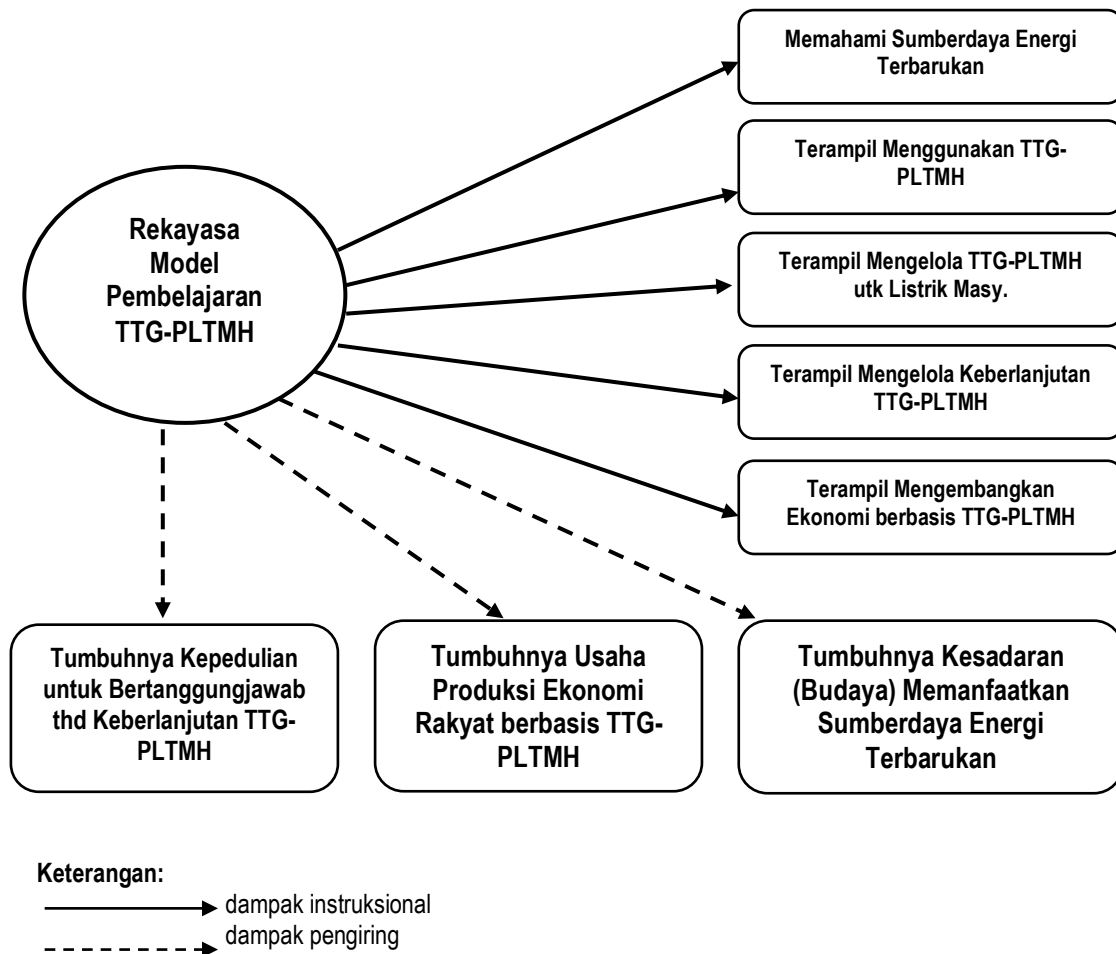 Memahami Sumberdaya Energi
Terbarukan
Terampil Menggunakan TTG-
PLTMH
Rekayasa
Model
Pembelajaran
TTG-PLTMH
Terampil Mengelola TTG-PLTMH
utk Listrik Masy.
Terampil Mengelola Keberlanjutan
TTG-PLTMH
Terampil Mengembangkan
Ekonomi berbasis TTG-PLTMH
Tumbuhnya Kepedulian
untuk Bertanggungjawab
thd Keberlanjutan TTG-
PLTMH
Tumbuhnya Usaha
Produksi Ekonomi
Rakyat berbasis TTG-
PLTMH
Tumbuhnya Kesadaran
(Budaya) Memanfaatkan
Sumberdaya Energi
Terbarukan
Keterangan:
dampak instruksional
dampak pengiring